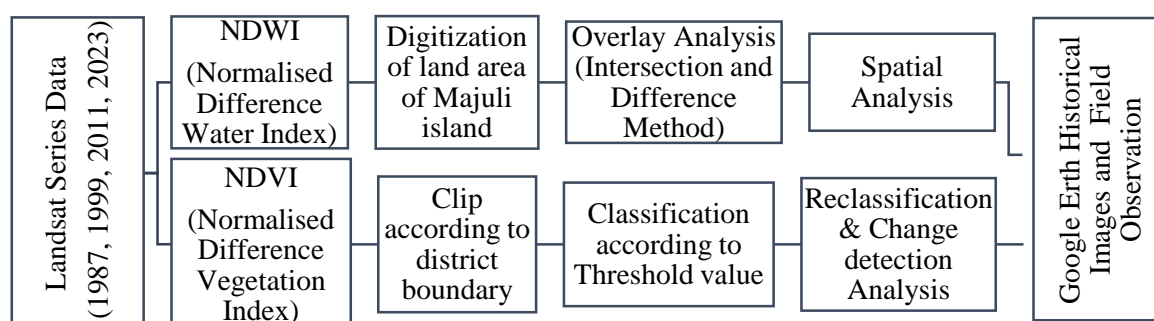 Landsat Series Data
(1987, 1999, 2011, 2023)
NDWI
(Normalised
Difference
Water Index)
Digitization
of land area
of Majuli
island
Overlay Analysis
(Intersection and
Difference
Method)
Spatial
Analysis
NDVI
(Normalised
Difference
Vegetation
Index)
Clip
according to
district
boundary
Classification
according to
Threshold value
Reclassification
& Change
detection
Analysis
Google Erth Historical
Images and Field
Observation